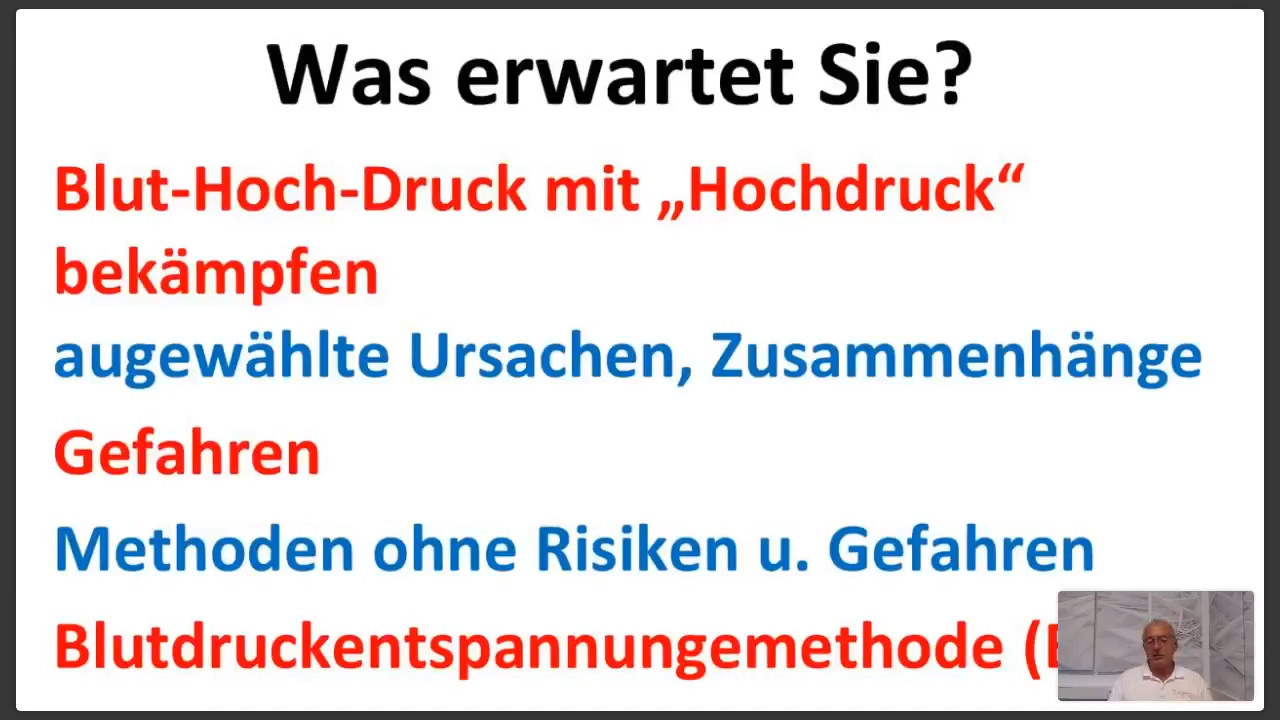 Was erwartet Sie?
Blut-Hoch-Druck mit „Hochdruck“
bekämpfen
augewählte Ursachen, Zusammenhänge
Gefahren
Methoden ohne Risiken u. Gefahren
Blutdruckentspannungemethode (